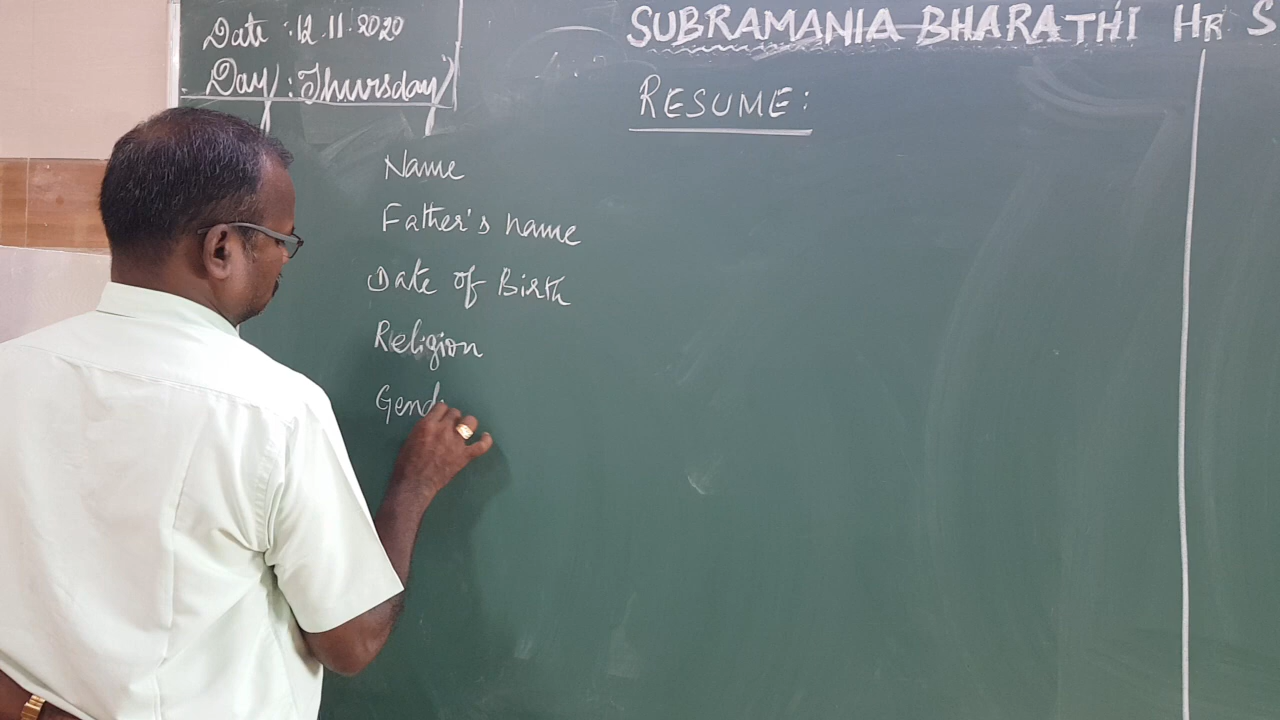 Date : 12.11.2020
Day : Thursday
SUBRAMANIA BHARATHI HR S
RESUME :
Name
Father's name
Date of Birth
Religion
Gend